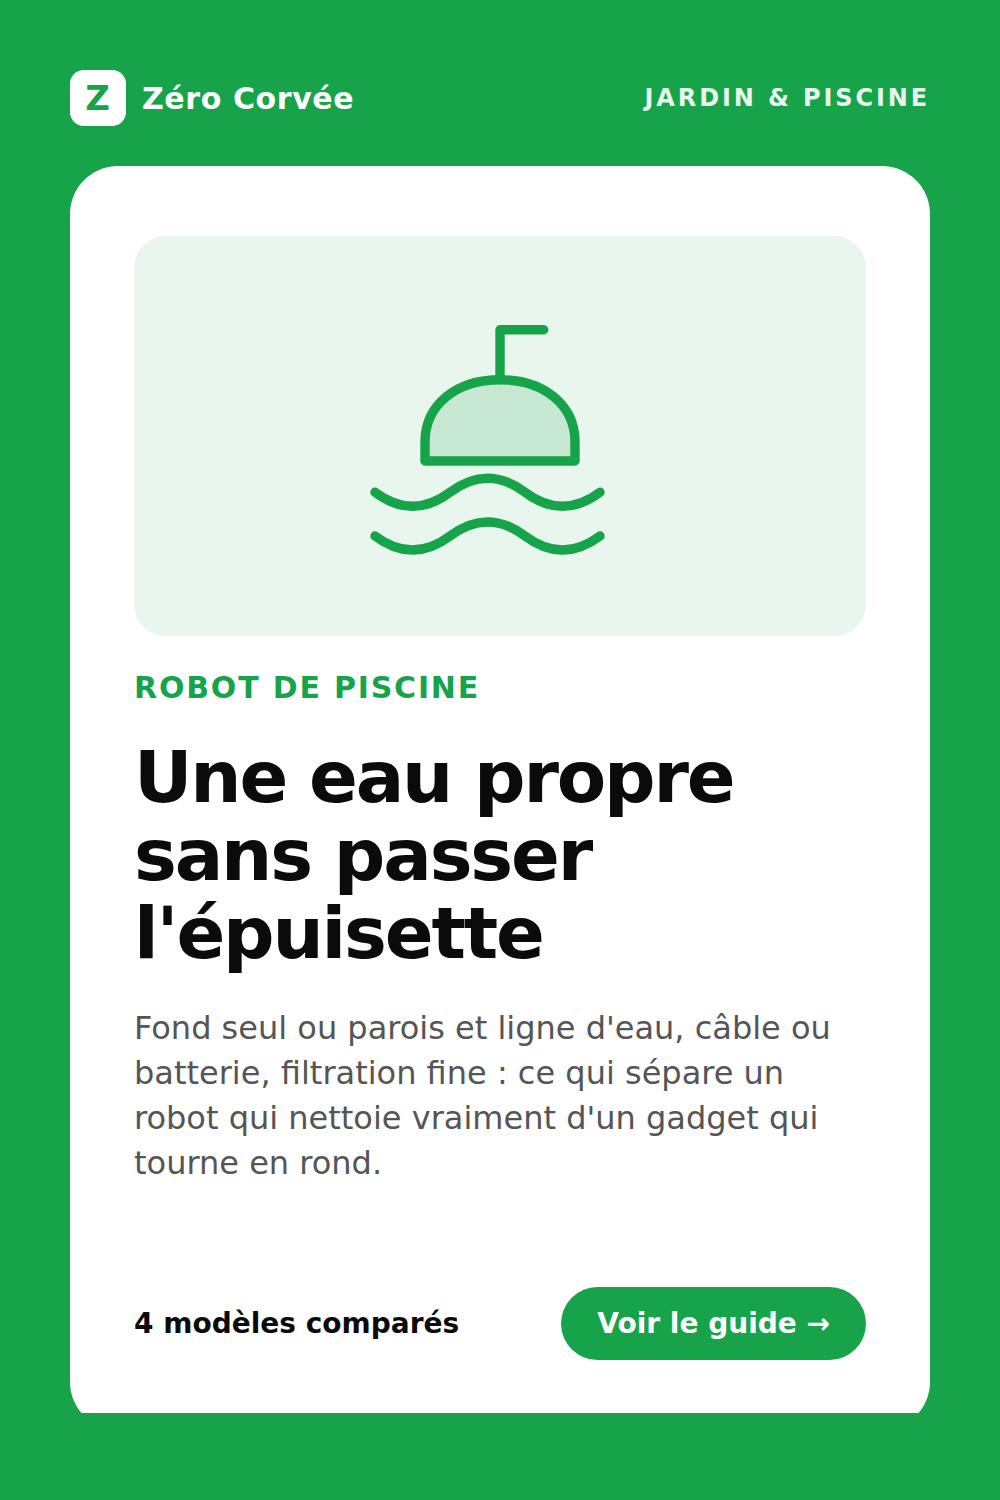 Z Zéro Corvée
JARDIN & PISCINE
ROBOT DE PISCINE
Une eau propre
sans passer
l'épuisette
Fond seul ou parois et ligne d'eau, câble ou
batterie, filtration fine : ce qui sépare un
robot qui nettoie vraiment d'un gadget qui
tourne en rond.
4 modèles comparés
Voir le guide →